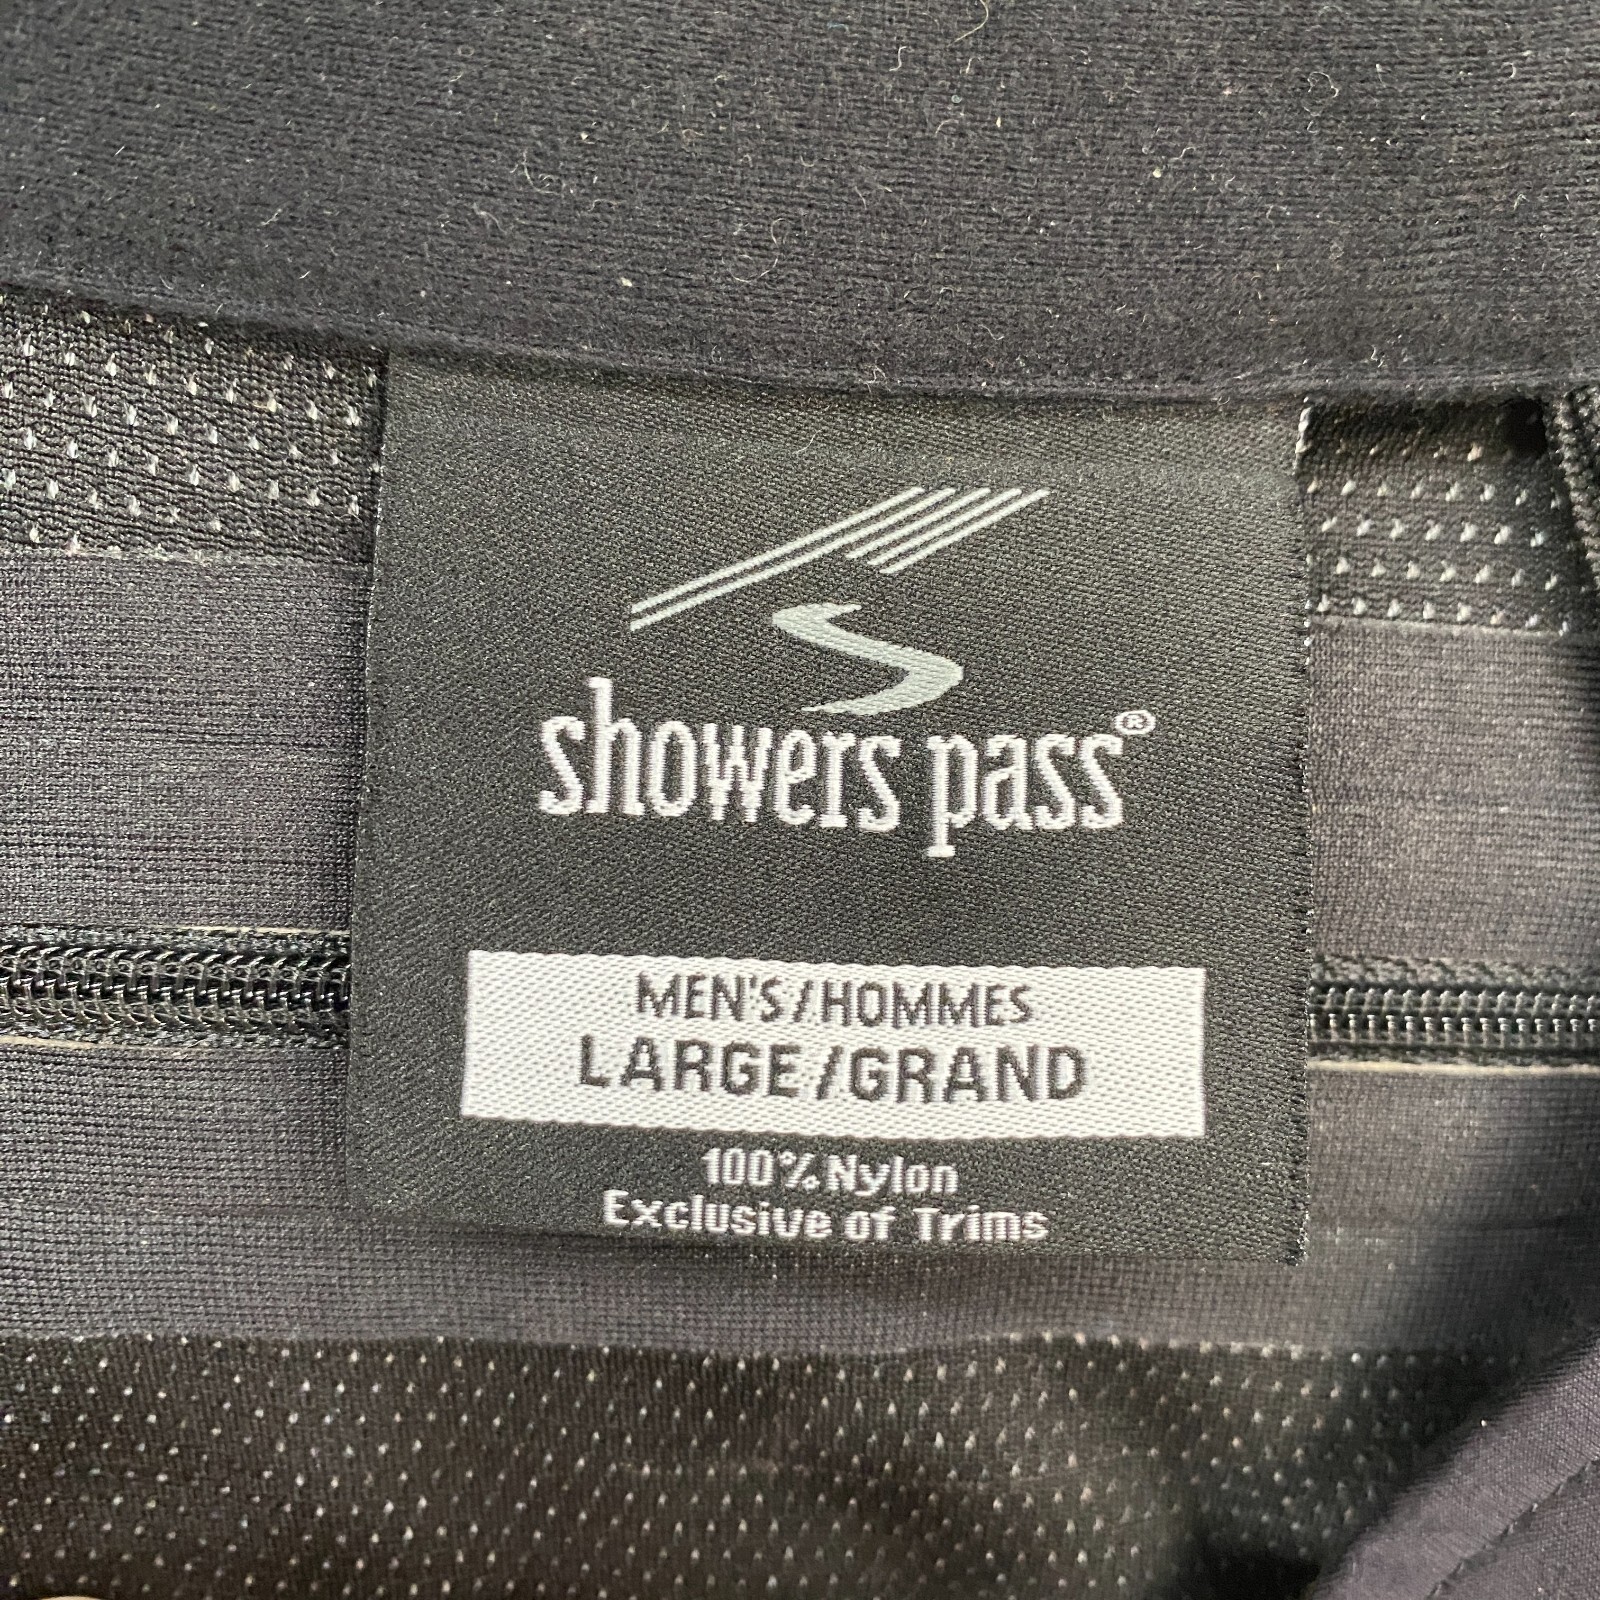 showers pass®
MEN'S/HOMMES
LARGE/GRAND
100% Nylon
Exclusive of Trims